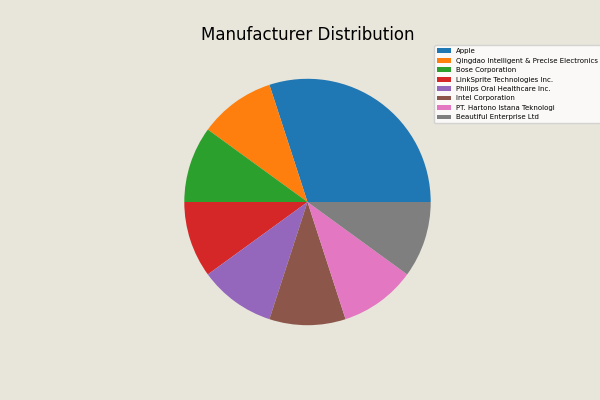 Manufacturer Distribution
Apple
Qingdao Intelligent & Precise Electronics
Bose Corporation
LinkSprite Technologies Inc.
Philips Oral Healthcare Inc.
Intel Corporation
PT. Hartono Istana Teknologi
Beautiful Enterprise Ltd